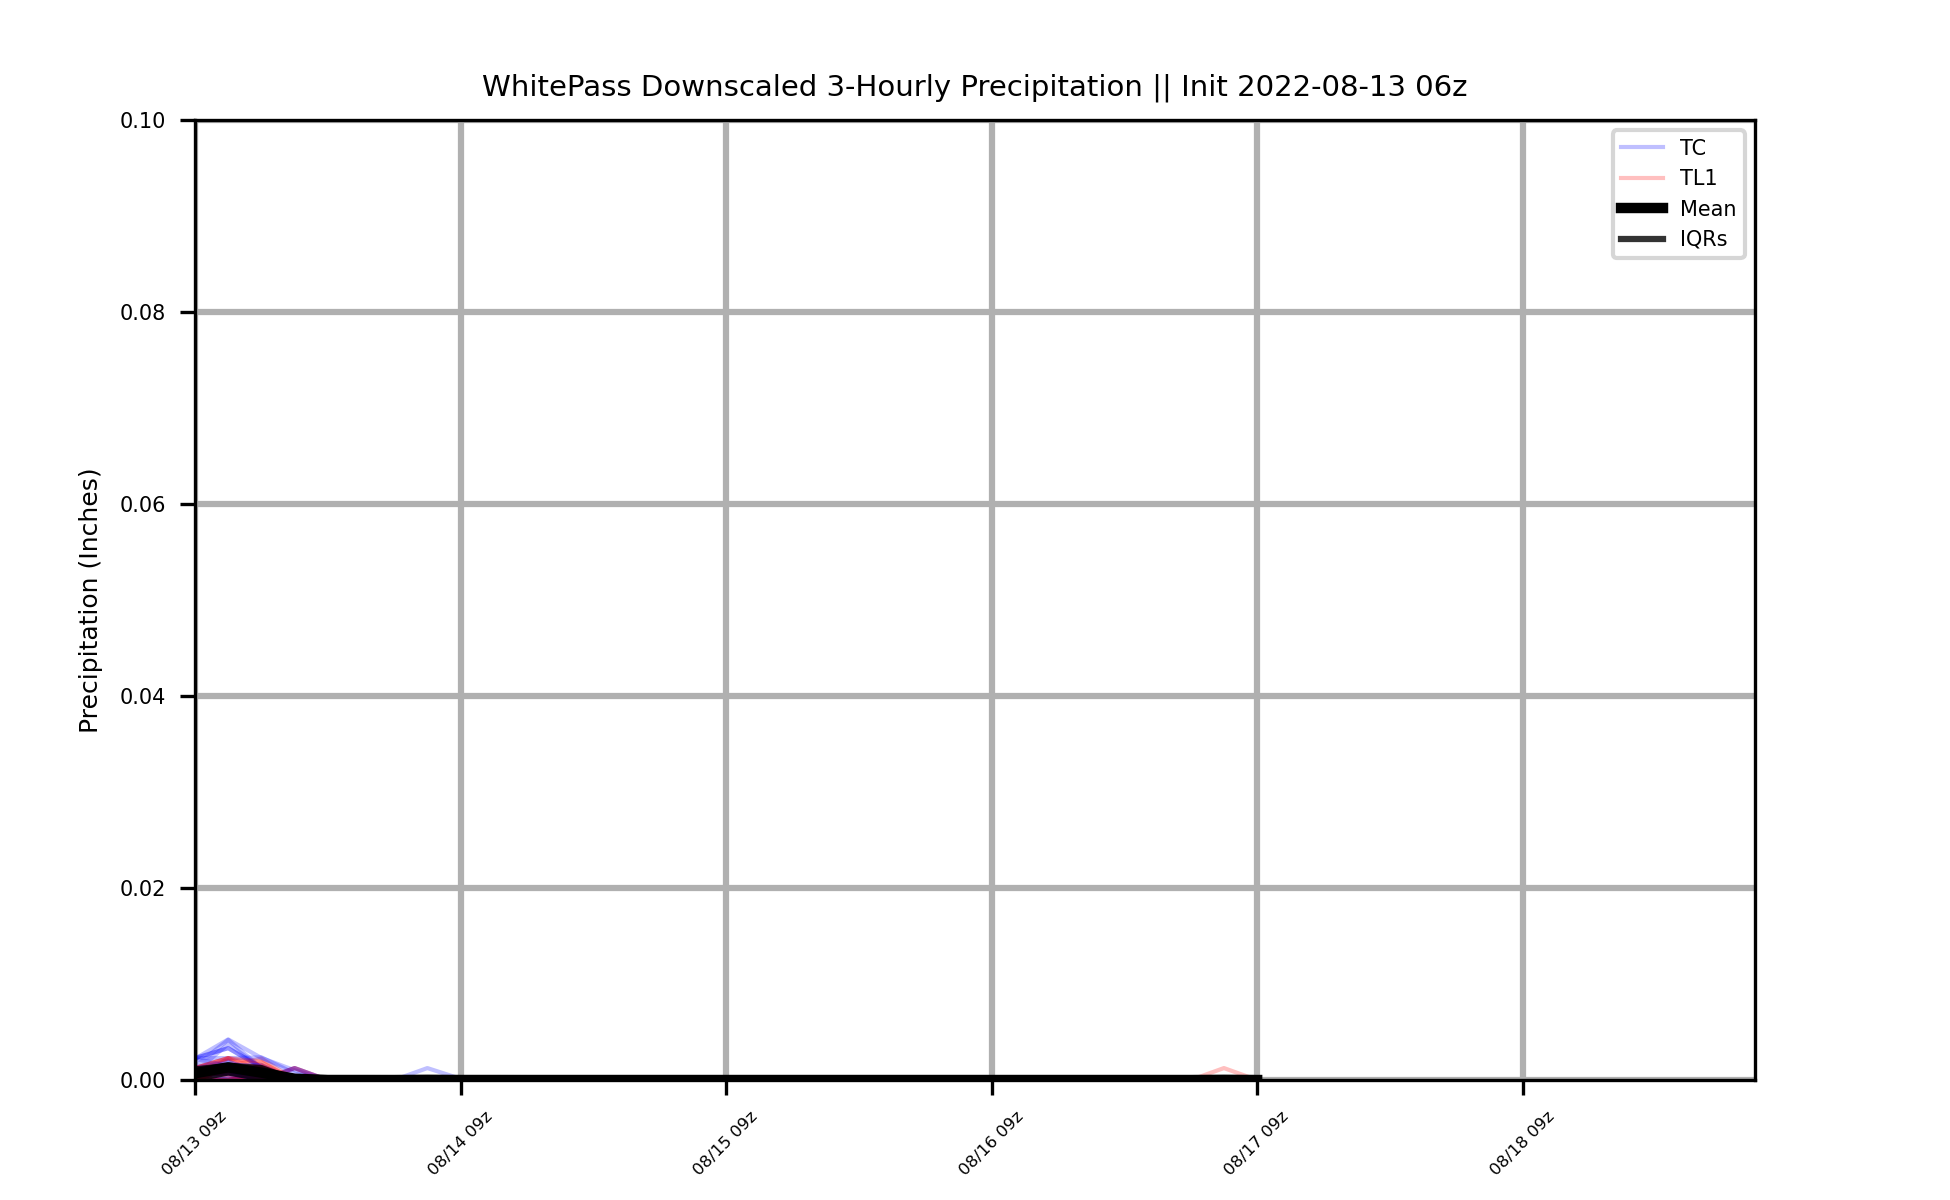 WhitePass Downscaled 3-Hourly Precipitation || Init 2022-08-13 06z
0.10
0.08
0.06
0.04
0.02
0.00
Precipitation (Inches)
TC
TL1
Mean
IQRs
08/13 09z
08/14 09z
08/15 09z
08/16 09z
08/17 09z
08/18 09z